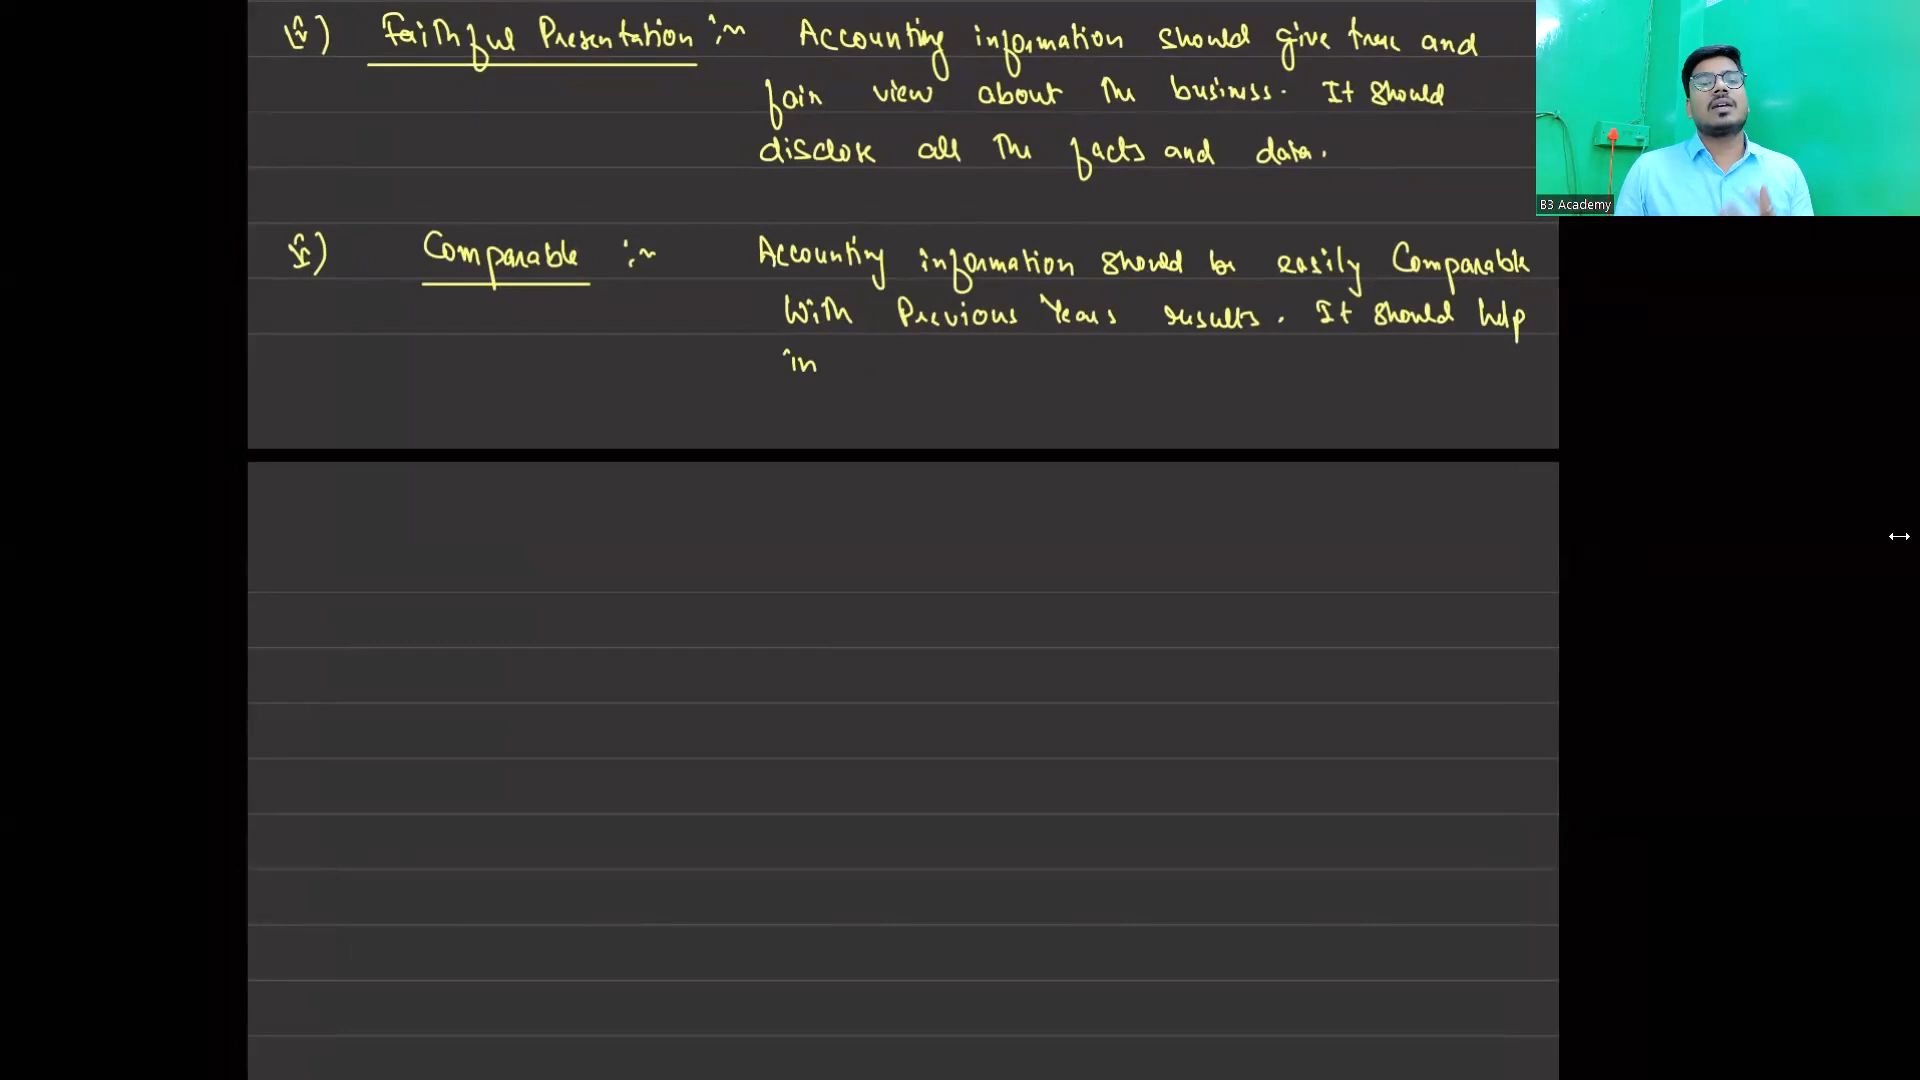 iv) Faithful Presentation :~ Accounting information should give true and
fair view about the business. It should
disclose all the facts and data.
v) Comparable :~ Accounting information should be easily Comparable
With Previous Years results. It should help
in
B3 Academy